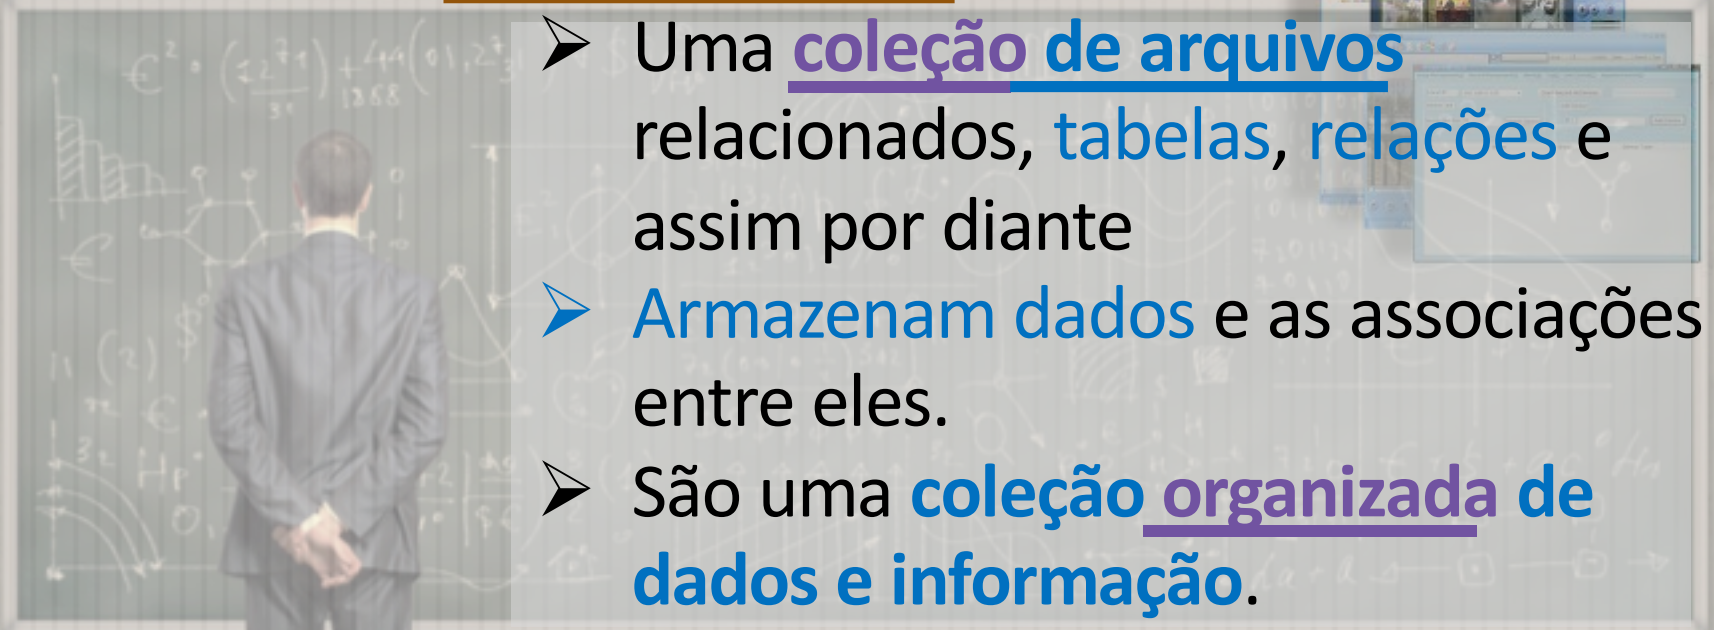 Uma coleção de arquivos
relacionados, tabelas, relações e
assim por diante
Armazenam dados e as associações
entre eles.
São uma coleção organizada de
dados e informação.